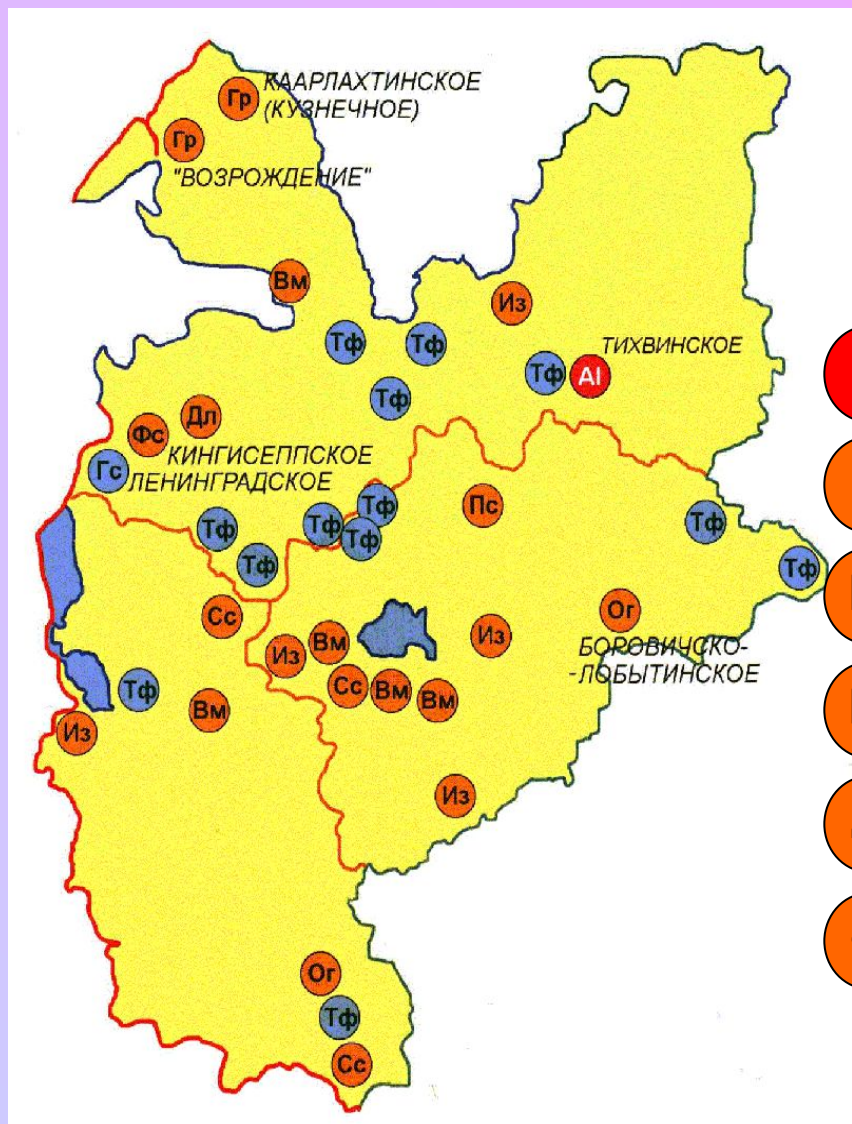 Гр
КААРЛАХТИНСКОЕ
(КУЗНЕЧНОЕ)
Гр
"ВОЗРОЖДЕНИЕ"
Вм
Из
Тф
Тф
ТИХВИНСКОЕ
Тф
Al
Тф
Дл
Фс
КИНГИСЕППСКОЕ
Гс
ЛЕНИНГРАДСКОЕ
Тф
Пс
Тф
Тф
Тф
Тф
Тф
Тф
Сс
Ог
Из
Вм
Из
БОРОВИЧСКО-
-ЛОБЫТИНСКОЕ
Сс
Вм
Вм
Тф
Вм
Из
Из
Ог
Тф
Сс